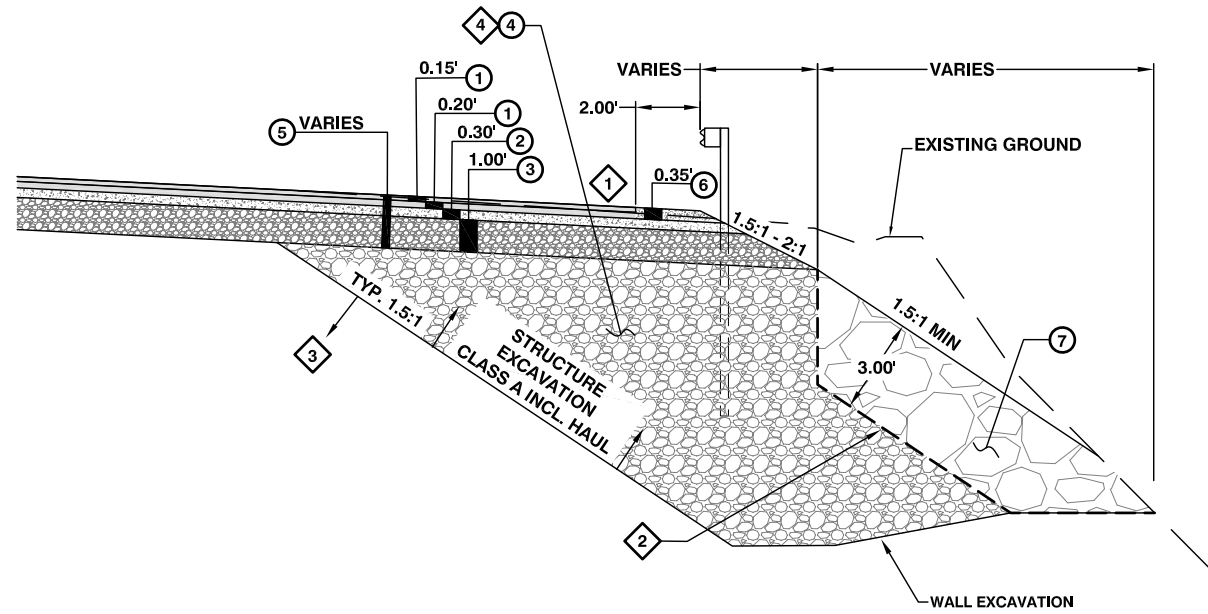 4 4
VARIES
VARIES
0.15' 1
2.00'
0.20' 1
5 VARIES
0.30' 2
EXISTING GROUND
1.00' 3
1
0.35' 6
1.5:1 - 2:1
TYP. 1.5:1
1.5:1 MIN
3
STRUCTURE
EXCAVATION
CLASS A INCL. HAUL
7
3.00'
2
WALL EXCAVATION